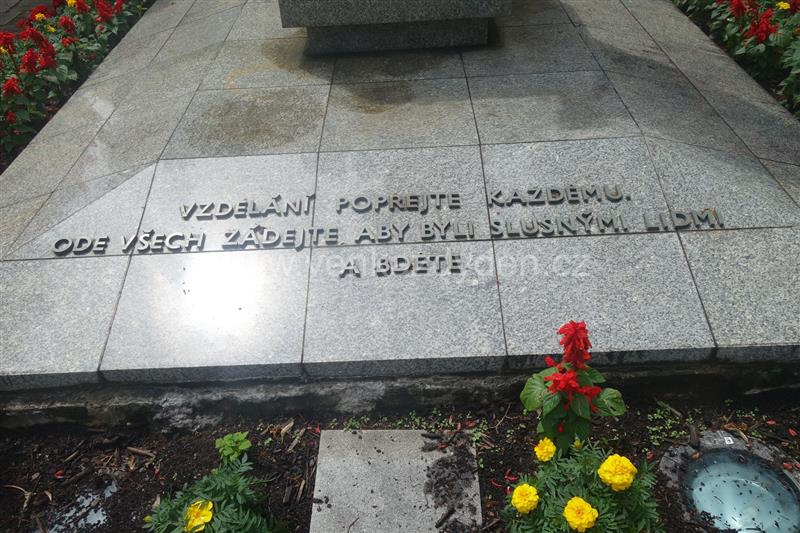 VZDĚLÁNÍ POPŘEJTE KAŽDÉMU,
ODE VŠECH ŽÁDEJTE, ABY BYLI SLUŠNÝMI LIDMI
A BDĚTE